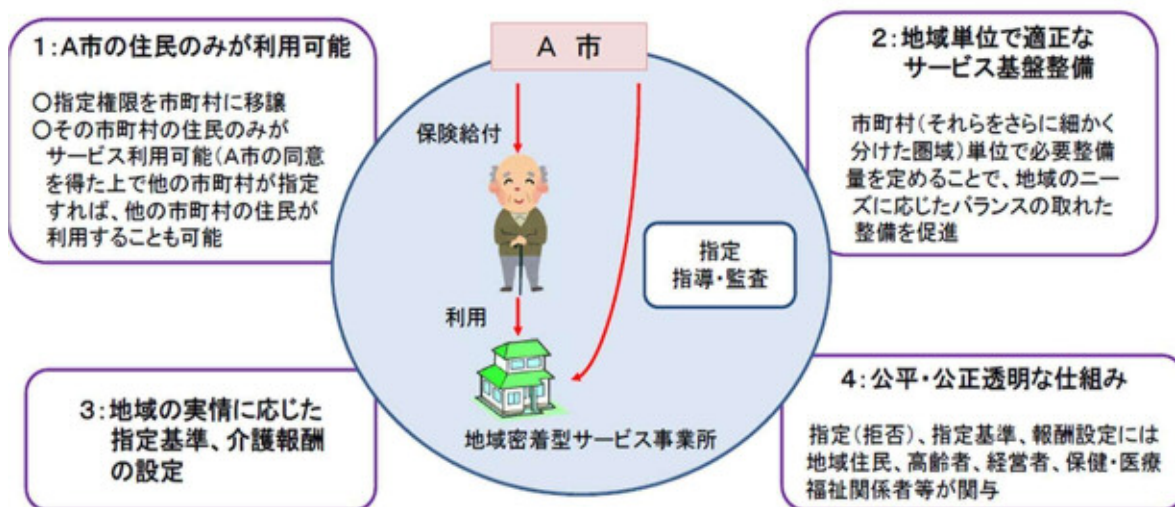 1:A市の住民のみが利用可能
○指定権限を市町村に移譲
○その市町村の住民のみが
サービス利用可能(A市の同意
を得た上で他の市町村が指定
すれば、他の市町村の住民が
利用することも可能
A 市
保険給付
利用
指定
指導・監査
地域密着型サービス事業所
2:地域単位で適正な
サービス基盤整備
市町村(それらをさらに細かく
分けた圏域)単位で必要整備
量を定めることで、地域のニー
ズに応じたバランスの取れた
整備を促進
3:地域の実情に応じた
指定基準、介護報酬
の設定
4:公平・公正透明な仕組み
指定(拒否)、指定基準、報酬設定には
地域住民、高齢者、経営者、保健・医療
福祉関係者等が関与